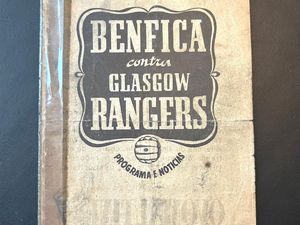 BENFICA
contra
GLASGOW
RANGERS
PROGRAMA E NOTICIAS